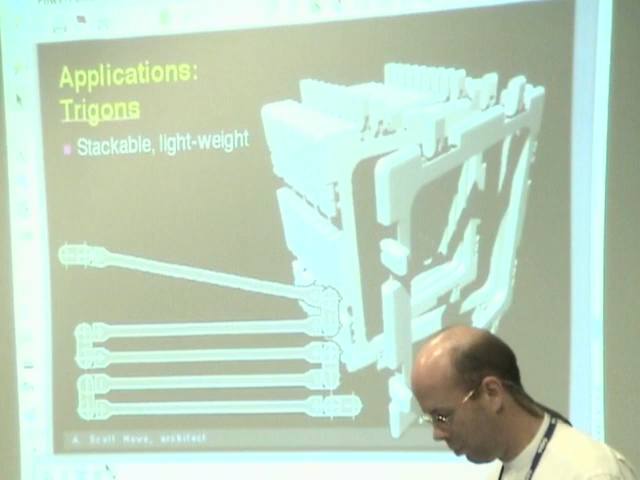 Applications:
Trigons
Stackable, light-weight
A. Scott Howe, architect